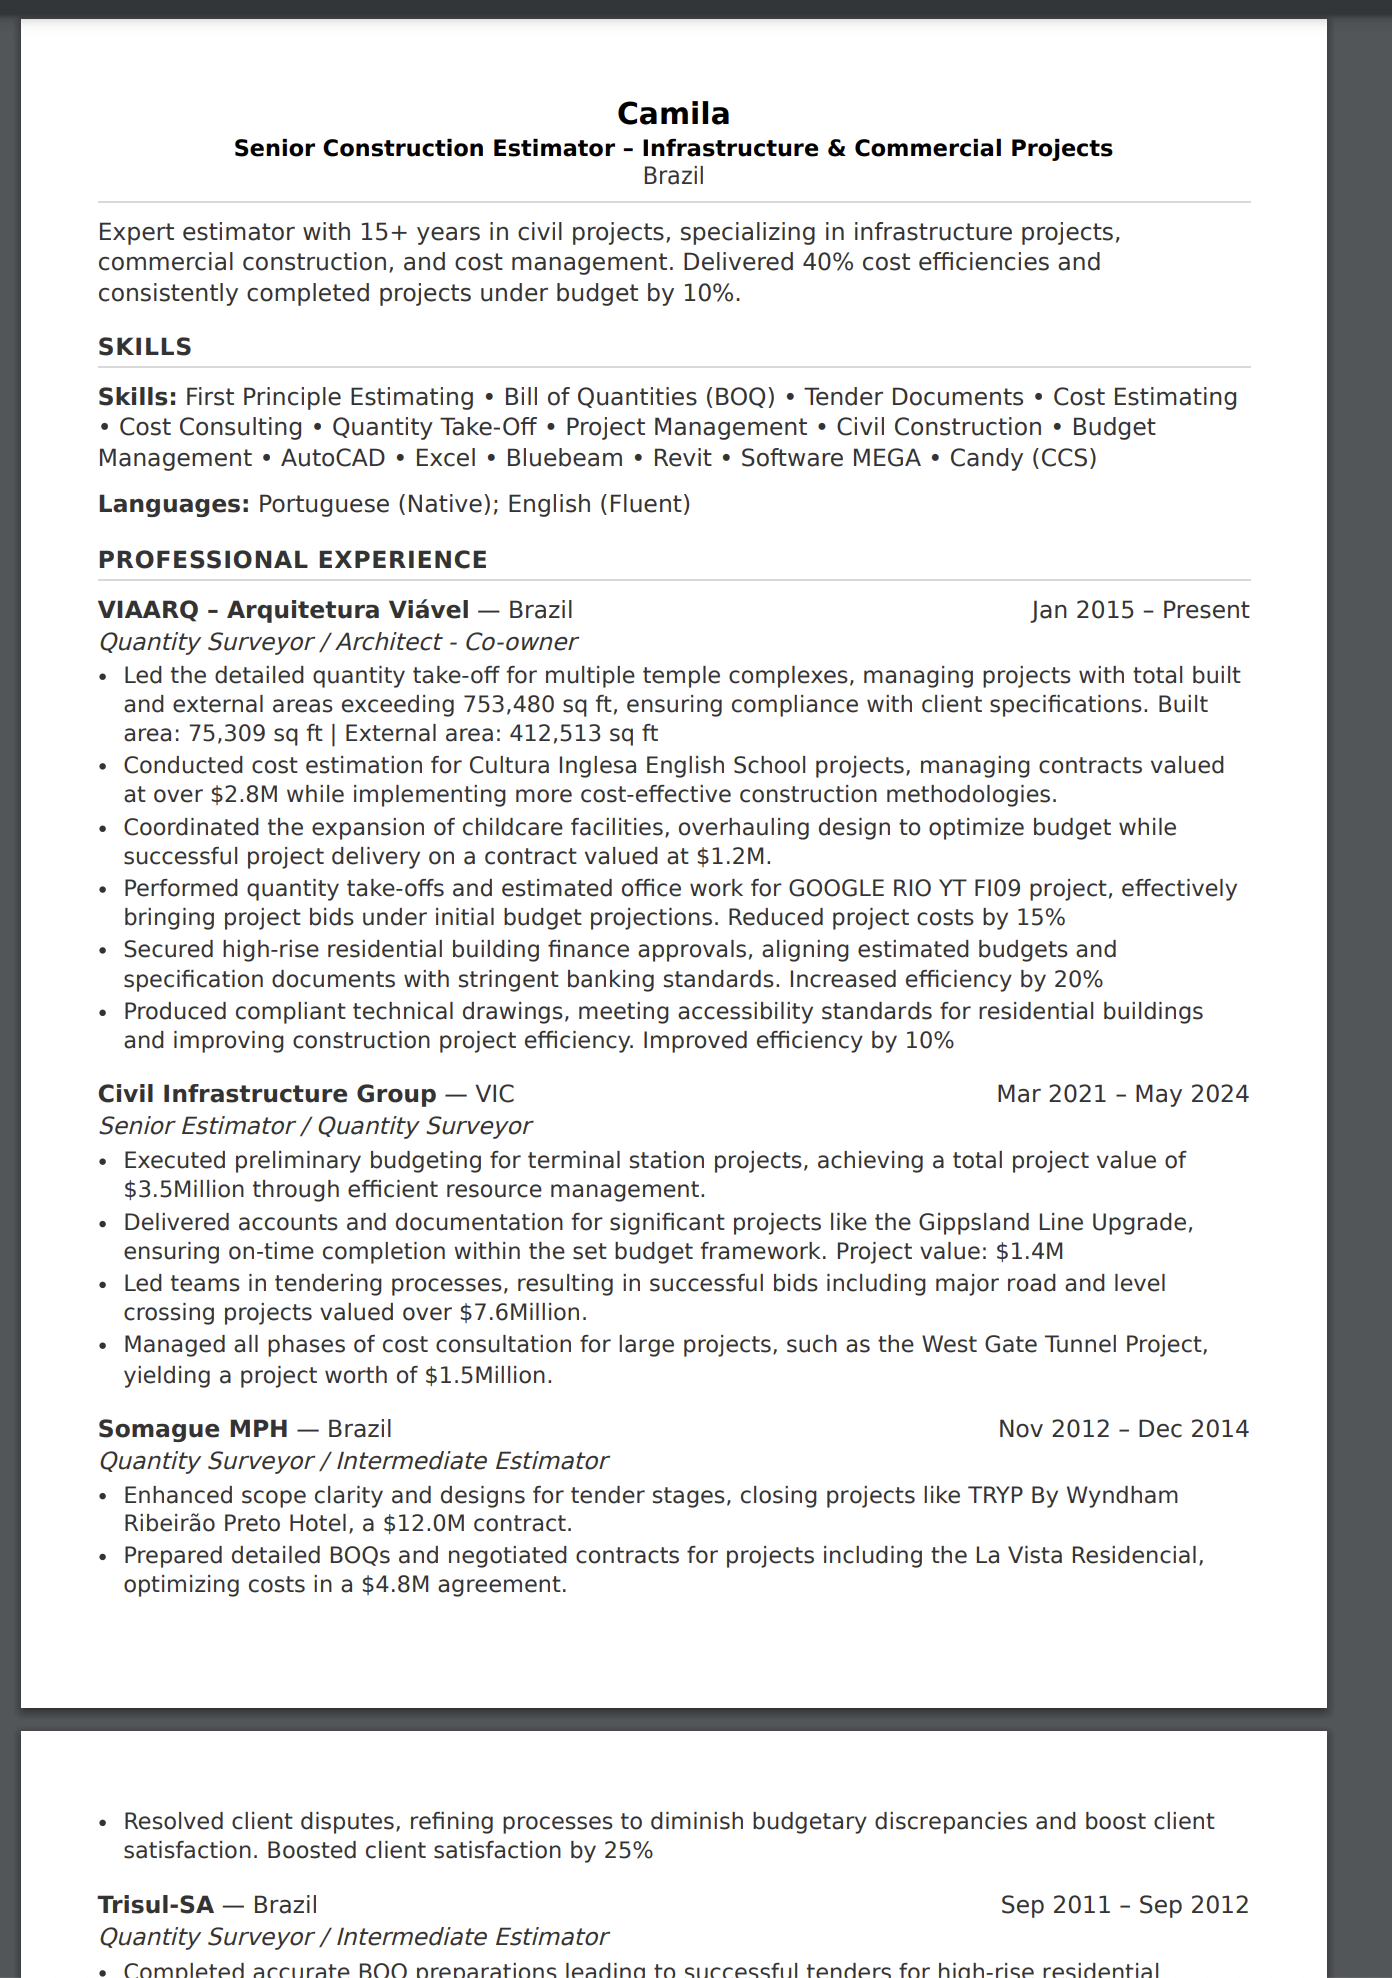 Camila
Senior Construction Estimator – Infrastructure & Commercial Projects
Brazil
Expert estimator with 15+ years in civil projects, specializing in infrastructure projects,
commercial construction, and cost management. Delivered 40% cost efficiencies and
consistently completed projects under budget by 10%.
SKILLS
Skills: First Principle Estimating • Bill of Quantities (BOQ) • Tender Documents • Cost Estimating
• Cost Consulting • Quantity Take-Off • Project Management • Civil Construction • Budget
Management • AutoCAD • Excel • Bluebeam • Revit • Software MEGA • Candy (CCS)
Languages: Portuguese (Native); English (Fluent)
PROFESSIONAL EXPERIENCE
VIAARQ – Arquitetura Viável — Brazil Jan 2015 – Present
Quantity Surveyor / Architect - Co-owner
• Led the detailed quantity take-off for multiple temple complexes, managing projects with total built
and external areas exceeding 753,480 sq ft, ensuring compliance with client specifications. Built
area: 75,309 sq ft | External area: 412,513 sq ft
• Conducted cost estimation for Cultura Inglesa English School projects, managing contracts valued
at over $2.8M while implementing more cost-effective construction methodologies.
• Coordinated the expansion of childcare facilities, overhauling design to optimize budget while
successful project delivery on a contract valued at $1.2M.
• Performed quantity take-offs and estimated office work for GOOGLE RIO YT FI09 project, effectively
bringing project bids under initial budget projections. Reduced project costs by 15%
• Secured high-rise residential building finance approvals, aligning estimated budgets and
specification documents with stringent banking standards. Increased efficiency by 20%
• Produced compliant technical drawings, meeting accessibility standards for residential buildings
and improving construction project efficiency. Improved efficiency by 10%
Civil Infrastructure Group — VIC Mar 2021 – May 2024
Senior Estimator / Quantity Surveyor
• Executed preliminary budgeting for terminal station projects, achieving a total project value of
$3.5Million through efficient resource management.
• Delivered accounts and documentation for significant projects like the Gippsland Line Upgrade,
ensuring on-time completion within the set budget framework. Project value: $1.4M
• Led teams in tendering processes, resulting in successful bids including major road and level
crossing projects valued over $7.6Million.
• Managed all phases of cost consultation for large projects, such as the West Gate Tunnel Project,
yielding a project worth of $1.5Million.
Somague MPH — Brazil Nov 2012 – Dec 2014
Quantity Surveyor / Intermediate Estimator
• Enhanced scope clarity and designs for tender stages, closing projects like TRYP By Wyndham
Ribeirão Preto Hotel, a $12.0M contract.
• Prepared detailed BOQs and negotiated contracts for projects including the La Vista Residencial,
optimizing costs in a $4.8M agreement.
• Resolved client disputes, refining processes to diminish budgetary discrepancies and boost client
satisfaction. Boosted client satisfaction by 25%
Trisul-SA — Brazil Sep 2011 – Sep 2012
Quantity Surveyor / Intermediate Estimator
• Completed accurate BOQ preparations leading to successful tenders for high-rise residential